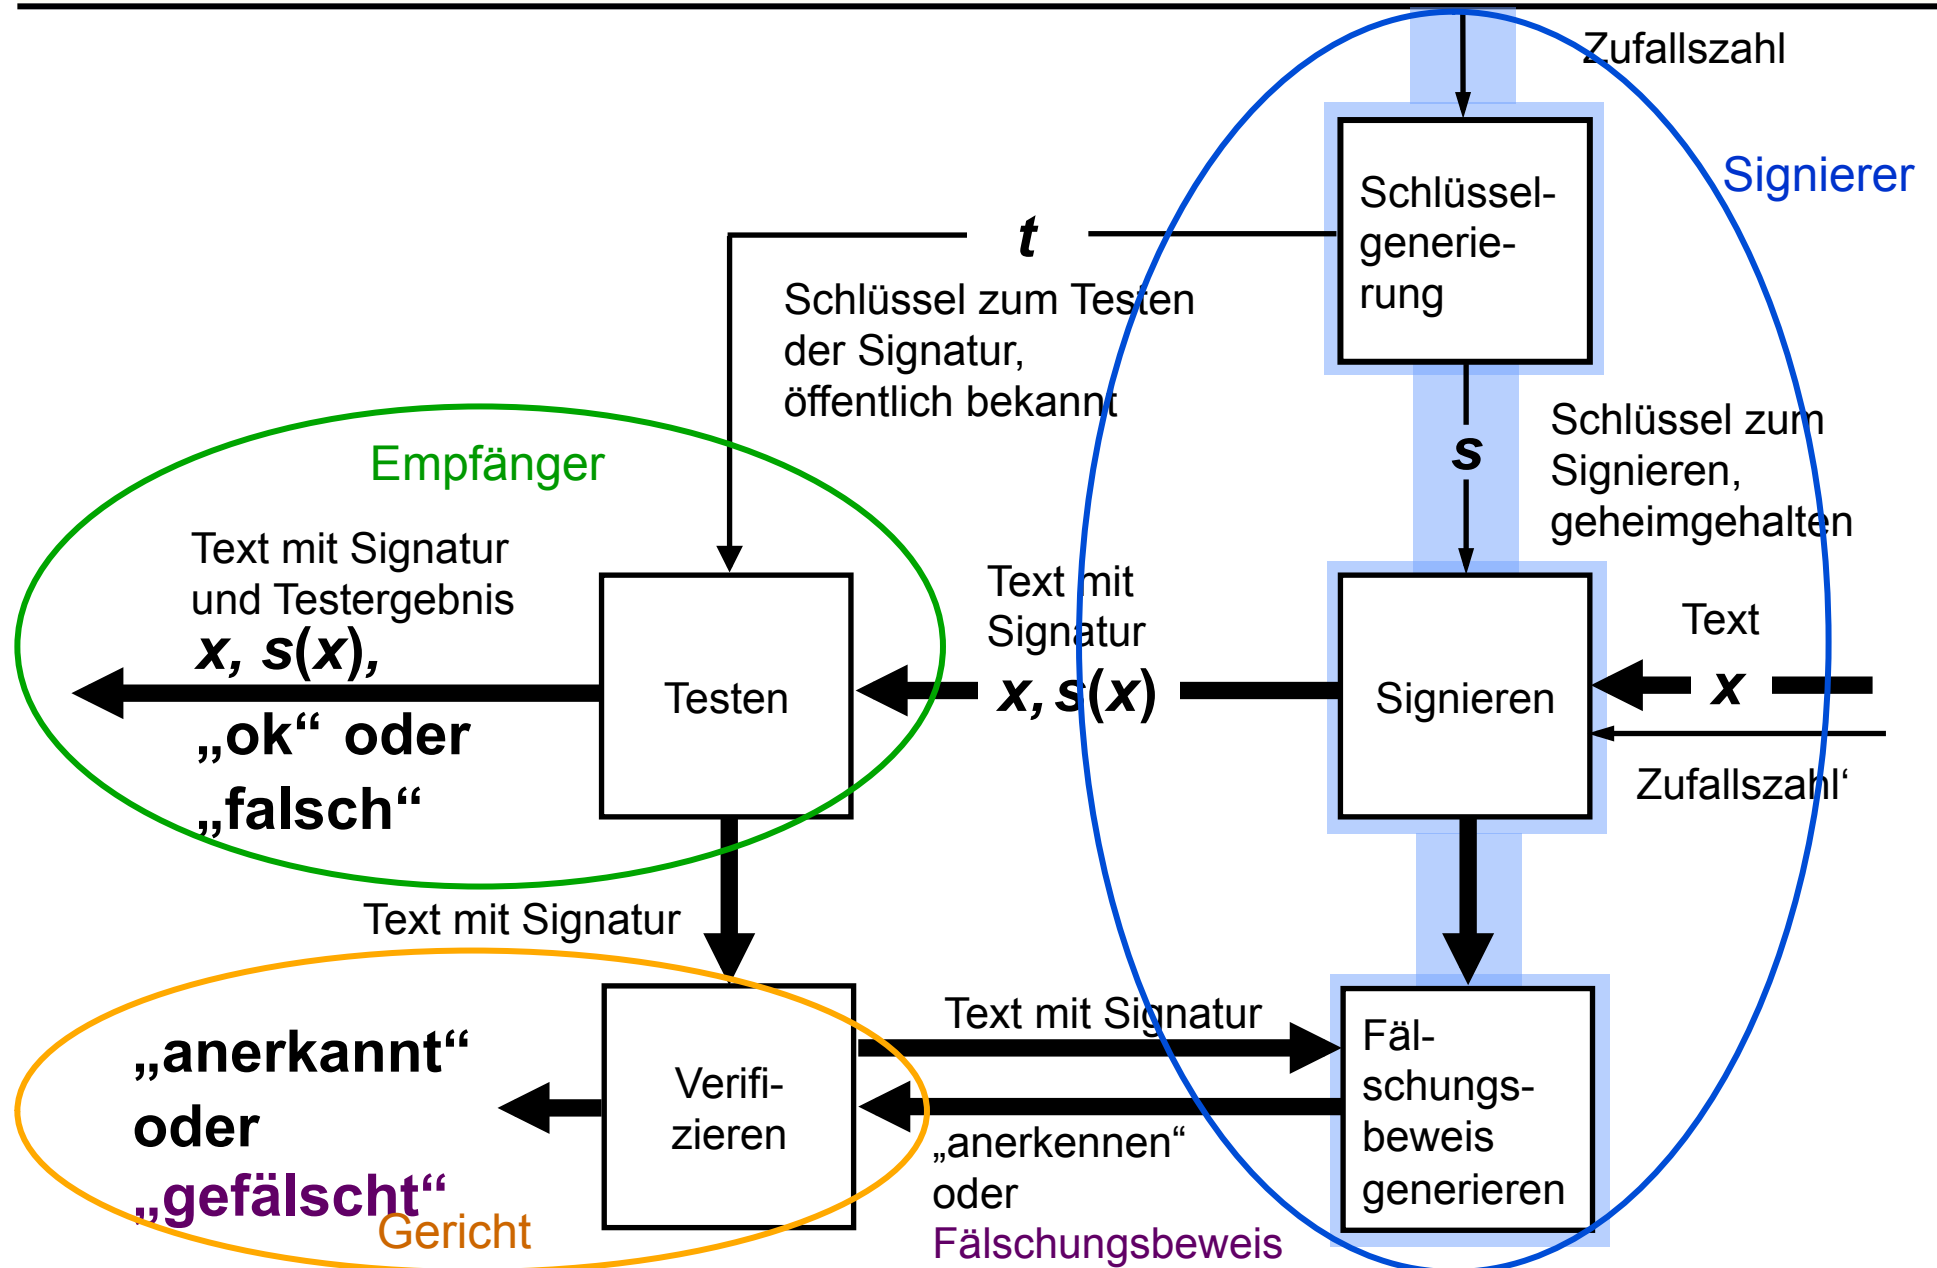 Zufallszahl
Signierer
Schlüssel-
generie-
rung
t
Schlüssel zum Testen
der Signatur,
öffentlich bekannt
s
Schlüssel zum
Signieren,
geheimgehalten
Empfänger
Text mit Signatur
und Testergebnis
x, s(x),
„ok“ oder
„falsch“
Testen
Text mit
Signatur
x, s(x)
Signieren
Text
x
Zufallszahl‘
Text mit Signatur
„anerkannt“
oder
„gefälscht“
Gericht
Verifi-
zieren
Text mit Signatur
„anerkennen“
oder
Fälschungsbeweis
Fäl-
schungs-
beweis
generieren